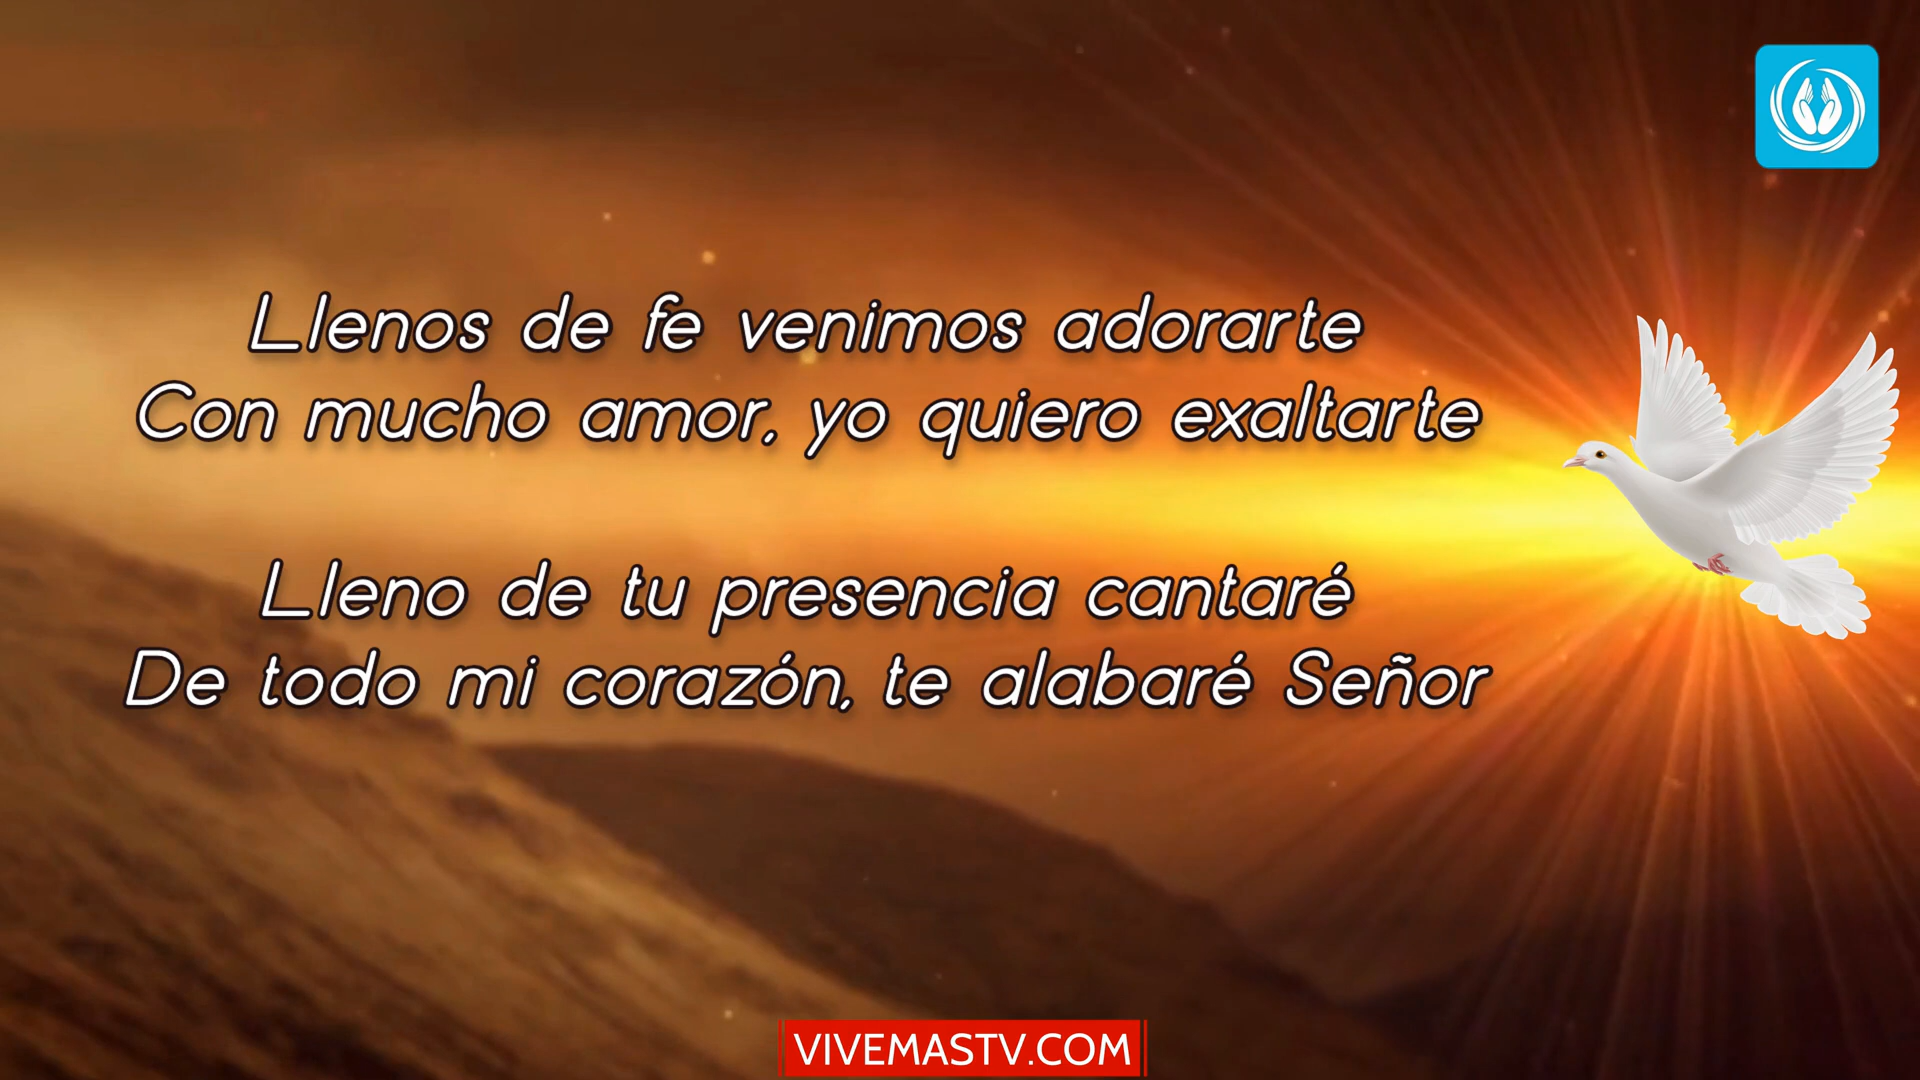 Llenos de fe venimos adorarte
Con mucho amor, yo quiero exaltarte
Lleno de tu presencia cantaré
De todo mi corazón, te alabaré Señor
VIVEMASTV.COM